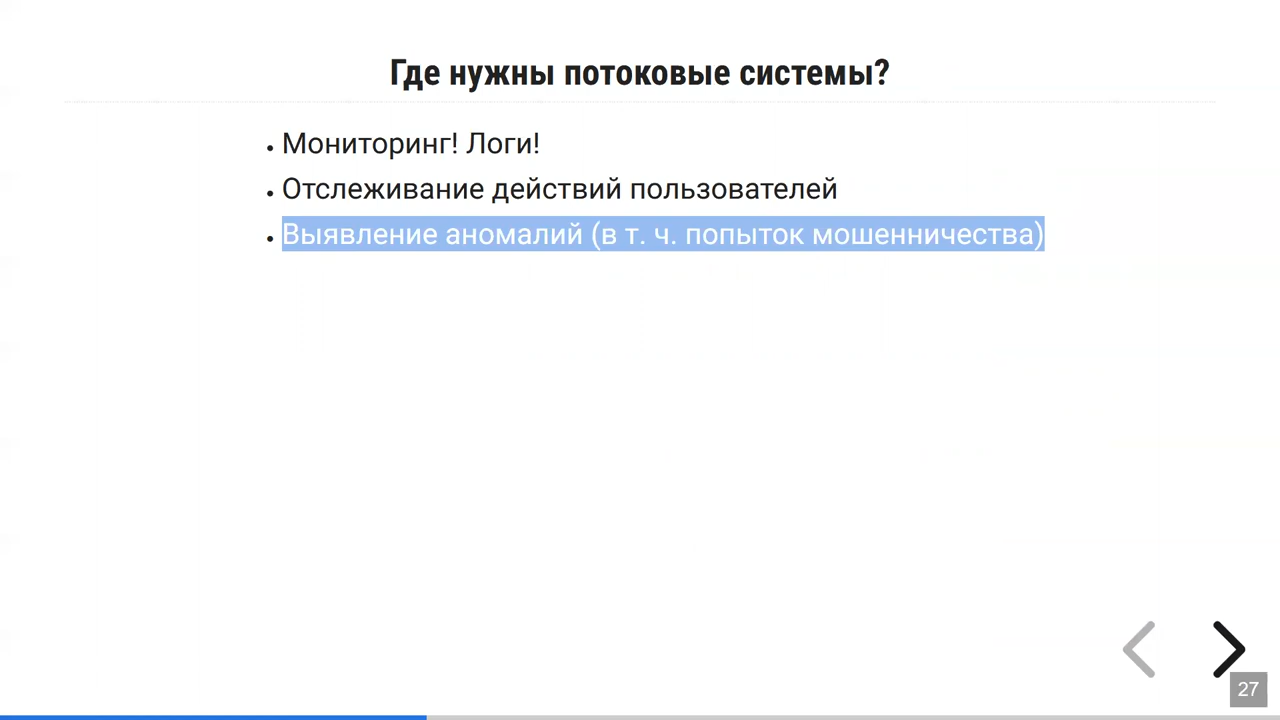 Где нужны потоковые системы?
• Мониторинг! Логи!
• Отслеживание действий пользователей
• Выявление аномалий (в т. ч. попыток мошенничества)
27